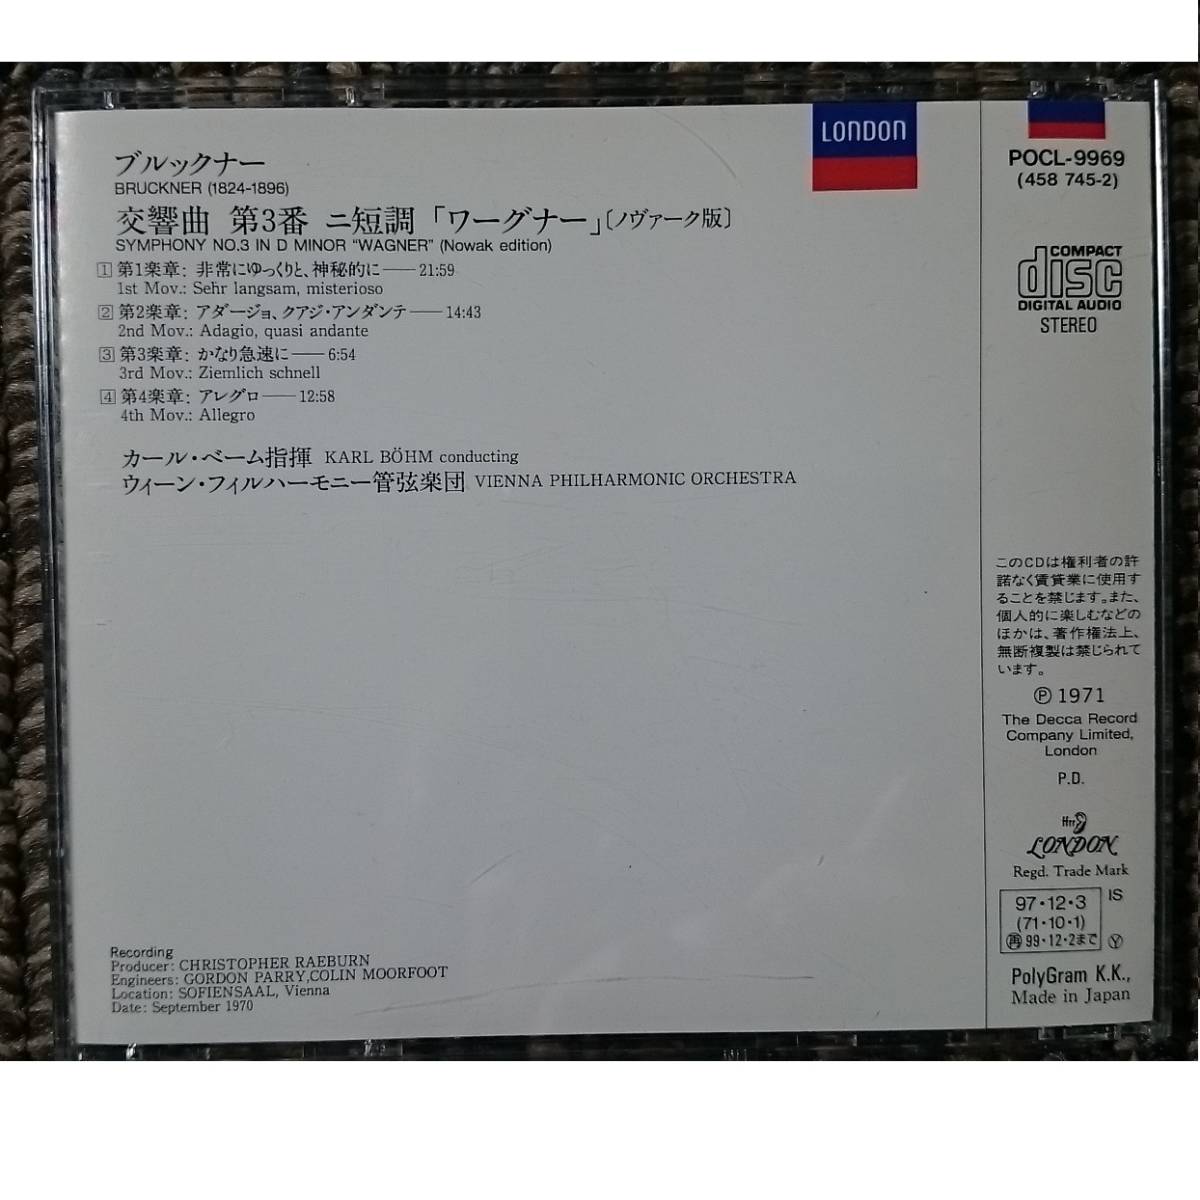 ブルックナー
BRUCKNER (1824-1896)
交響曲 第3番 ニ短調「ワーグナー」〔ノヴァーク版〕
SYMPHONY NO.3 IN D MINOR "WAGNER" (Nowak edition)
1 第1楽章: 非常にゆっくりと、神秘的に――21:59
1st Mov.: Sehr langsam, misterioso
2 第2楽章: アダージョ、クアジ・アンダンテ――14:43
2nd Mov.: Adagio, quasi andante
3 第3楽章: かなり急速に――6:54
3rd Mov.: Ziemlich schnell
4 第4楽章: アレグロ――12:58
4th Mov.: Allegro
カール・ベーム指揮 KARL BÖHM conducting
ウィーン・フィルハーモニー管弦楽団 VIENNA PHILHARMONIC ORCHESTRA
Recording
Producer: CHRISTOPHER RAEBURN
Engineers: GORDON PARRY,COLIN MOORFOOT
Location: SOFIENSAAL, Vienna
Date: September 1970
LONDON
POCL-9969
(458 745-2)
COMPACT
disc
DIGITAL AUDIO
STEREO
このCDは権利者の許
諾なく賃貸業に使用す
ることを禁じます。また、
個人的に楽しむなどの
ほかは、著作権法上、
無断複製は禁じられて
います。
℗ 1971
The Decca Record
Company Limited,
London
P.D.
ffrr
LONDON
Regd. Trade Mark
97・12・3 IS
(71・10・1)
㊢99・12・2まで Ⓨ
PolyGram K.K.,
Made in Japan